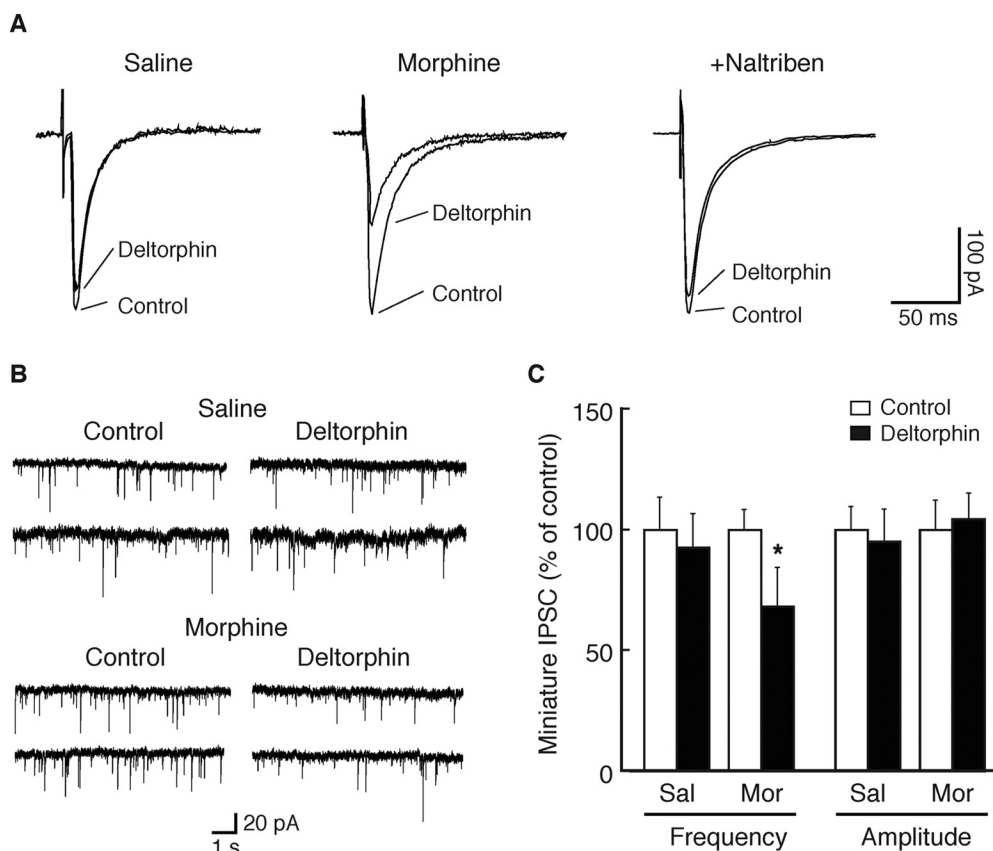 A
Saline
Morphine
+Naltriben
Deltorphin
Control
Deltorphin
Control
Deltorphin
Control
100 pA
50 ms
B
Saline
Control Deltorphin
Morphine
Control Deltorphin
20 pA
1 s
C
Control
Deltorphin
Miniature IPSC (% of control)
150
100
50
0
*
Sal Mor Sal Mor
Frequency Amplitude